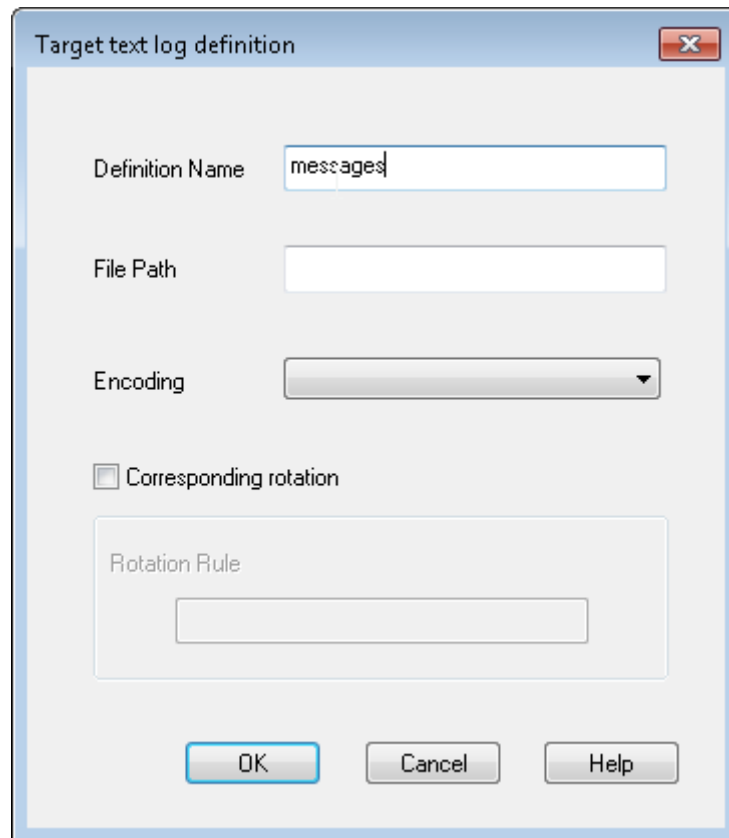 Target text log definition
Definition Name messages
File Path
Encoding
Corresponding rotation
Rotation Rule
OK Cancel Help